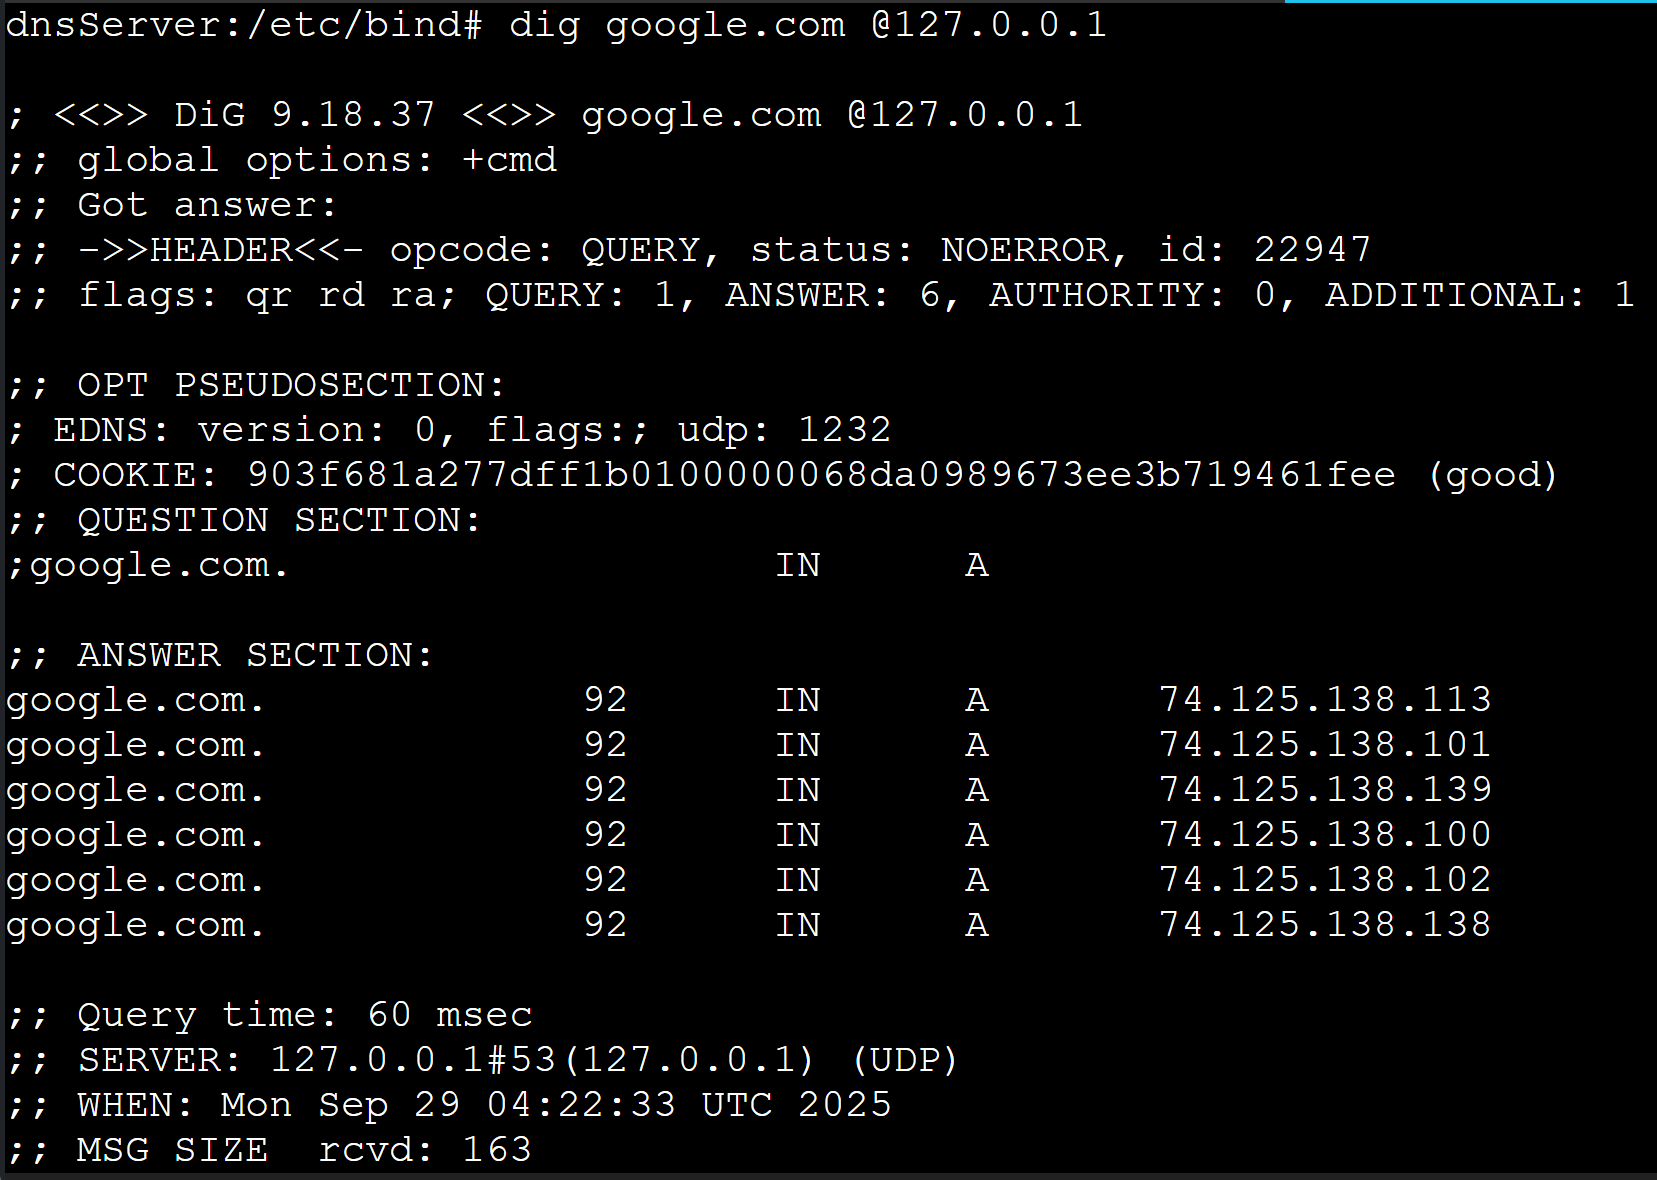 dnsServer:/etc/bind# dig google.com @127.0.0.1
; <<>> DiG 9.18.37 <<>> google.com @127.0.0.1
;; global options: +cmd
;; Got answer:
;; ->>HEADER<<- opcode: QUERY, status: NOERROR, id: 22947
;; flags: qr rd ra; QUERY: 1, ANSWER: 6, AUTHORITY: 0, ADDITIONAL: 1
;; OPT PSEUDOSECTION:
; EDNS: version: 0, flags:; udp: 1232
; COOKIE: 903f681a277dff1b0100000068da0989673ee3b719461fee (good)
;; QUESTION SECTION:
;google.com. IN A
;; ANSWER SECTION:
google.com. 92 IN A 74.125.138.113
google.com. 92 IN A 74.125.138.101
google.com. 92 IN A 74.125.138.139
google.com. 92 IN A 74.125.138.100
google.com. 92 IN A 74.125.138.102
google.com. 92 IN A 74.125.138.138
;; Query time: 60 msec
;; SERVER: 127.0.0.1#53(127.0.0.1) (UDP)
;; WHEN: Mon Sep 29 04:22:33 UTC 2025
;; MSG SIZE  rcvd: 163